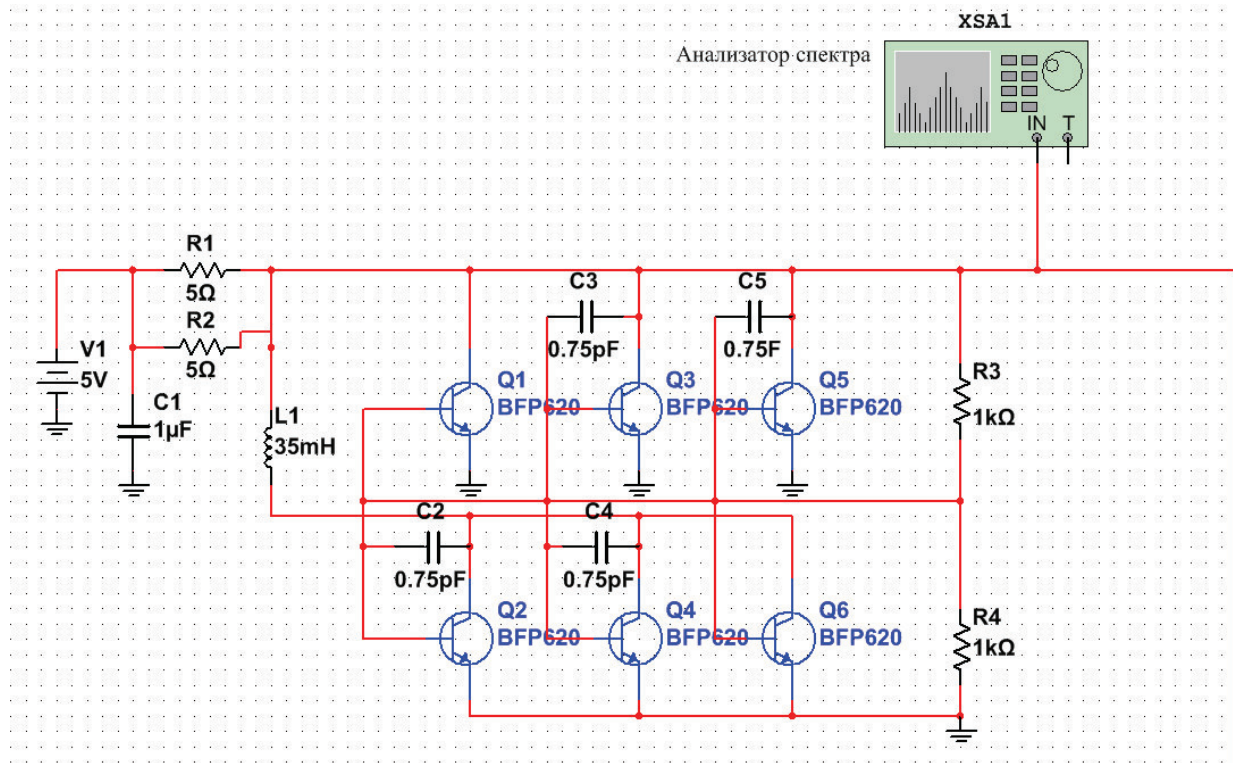 XSA1
Анализатор спектра
IN T
R1
5Ω
R2
5Ω
V1
5V
C1
1µF
L1
35mH
C3
0.75pF
C5
0.75F
Q1
BFP620
Q3
BFP620
Q5
BFP620
R3
1kΩ
C2
0.75pF
C4
0.75pF
Q2
BFP620
Q4
BFP620
Q6
BFP620
R4
1kΩ